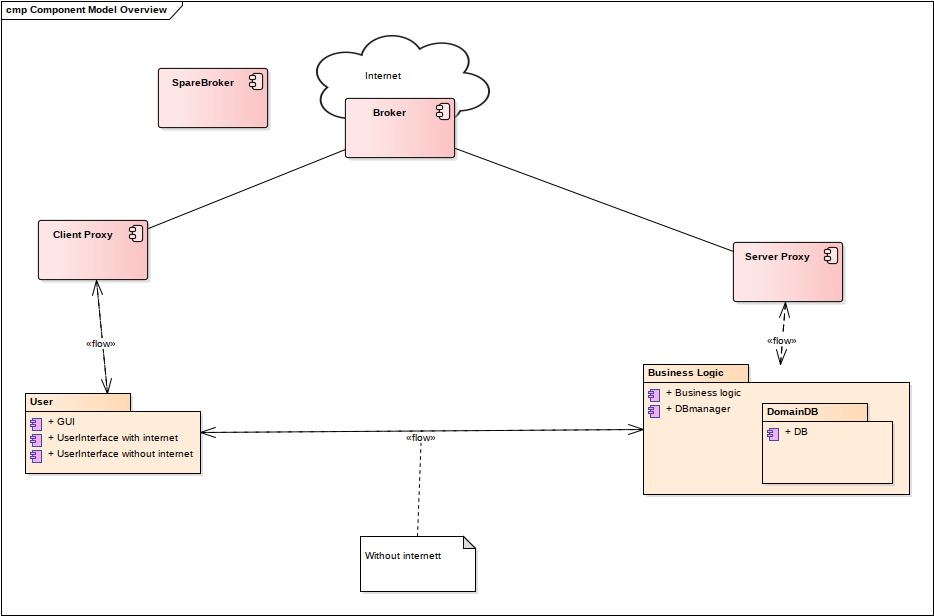 cmp Component Model Overview
Internet
SpareBroker
Broker
Client Proxy
Server Proxy
«flow»
«flow»
User
+ GUI
+ UserInterface with internet
+ UserInterface without internet
«flow»
Business Logic
+ Business logic
+ DBmanager
DomainDB
+ DB
Without internett